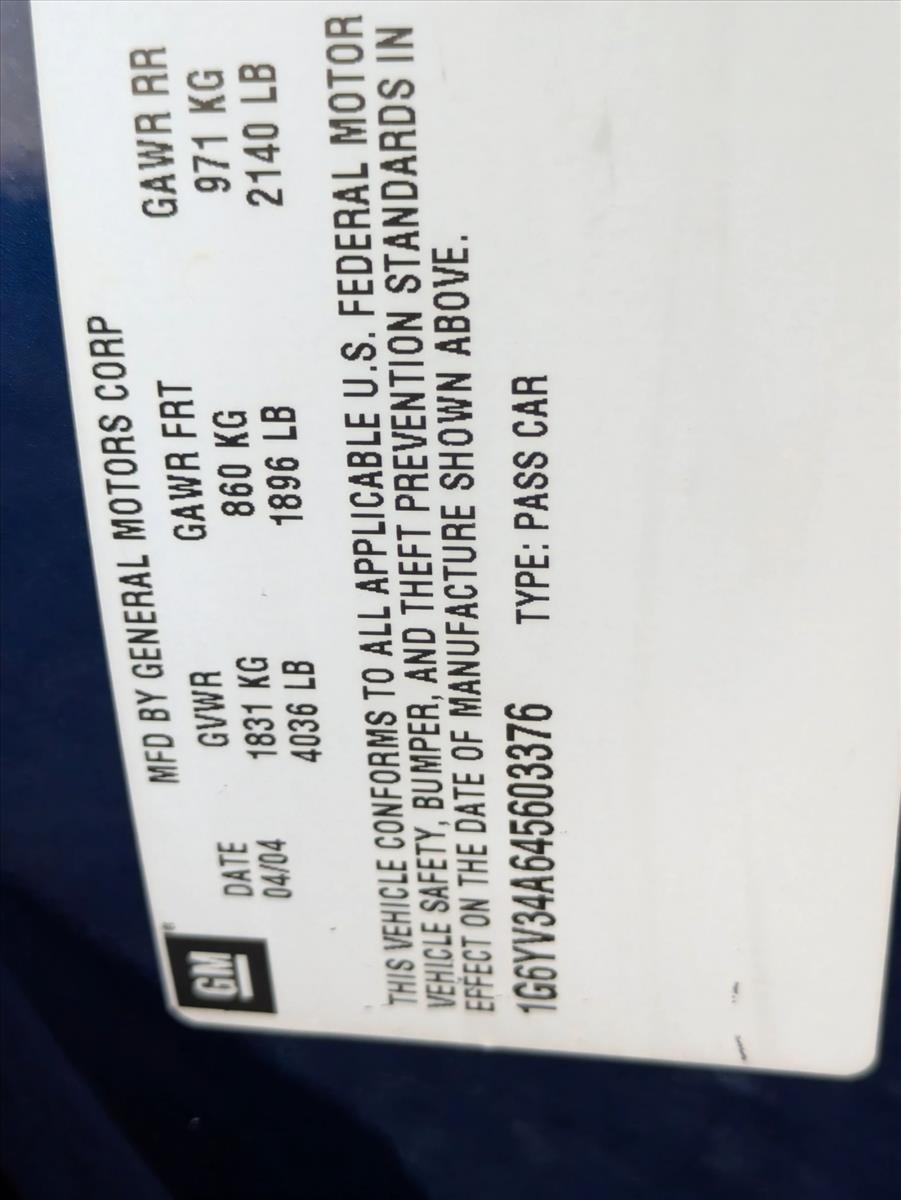 GM
MFD BY GENERAL MOTORS CORP
DATE GVWR GAWR FRT GAWR RR
04/04 1831 KG 860 KG 971 KG
4036 LB 1896 LB 2140 LB
THIS VEHICLE CONFORMS TO ALL APPLICABLE U.S. FEDERAL MOTOR
VEHICLE SAFETY, BUMPER, AND THEFT PREVENTION STANDARDS IN
EFFECT ON THE DATE OF MANUFACTURE SHOWN ABOVE.
1G6YV34A645603376 TYPE: PASS CAR